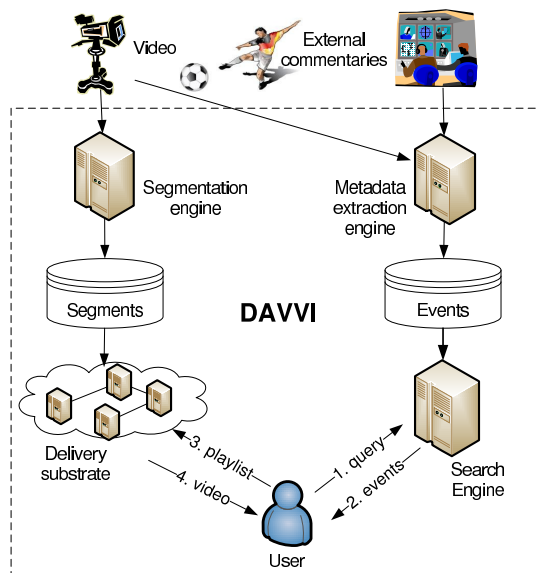 Video
External
commentaries
Segmentation
engine
Metadata
extraction
engine
Segments
DAVVI
Events
Delivery
substrate
3. playlist
4. video
1. query
2. events
Search
Engine
User